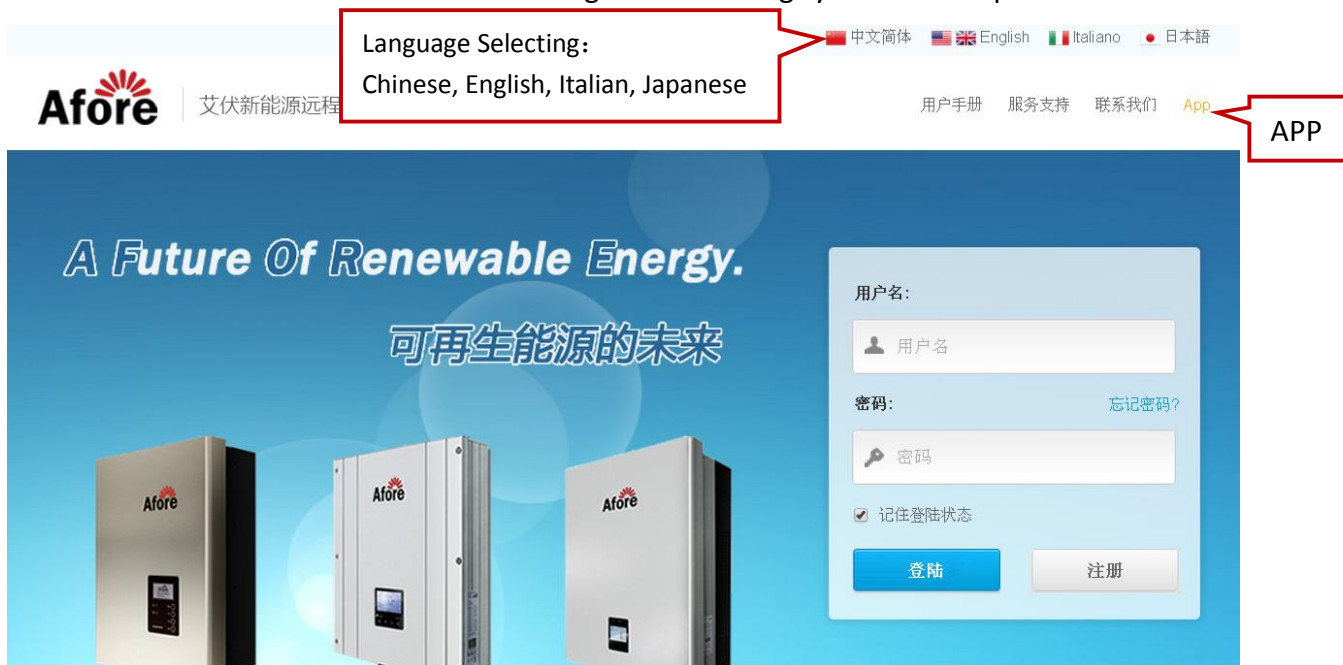 Language Selecting：
Chinese, English, Italian, Japanese
中文简体 English Italiano 日本語
Afore 艾伏新能源远程
用户手册 服务支持 联系我们 App
APP
A Future Of Renewable Energy.
可再生能源的未来
用户名：
用户名
密码： 忘记密码?
密码
记住登陆状态
登陆 注册
Afore
Afore
Afore